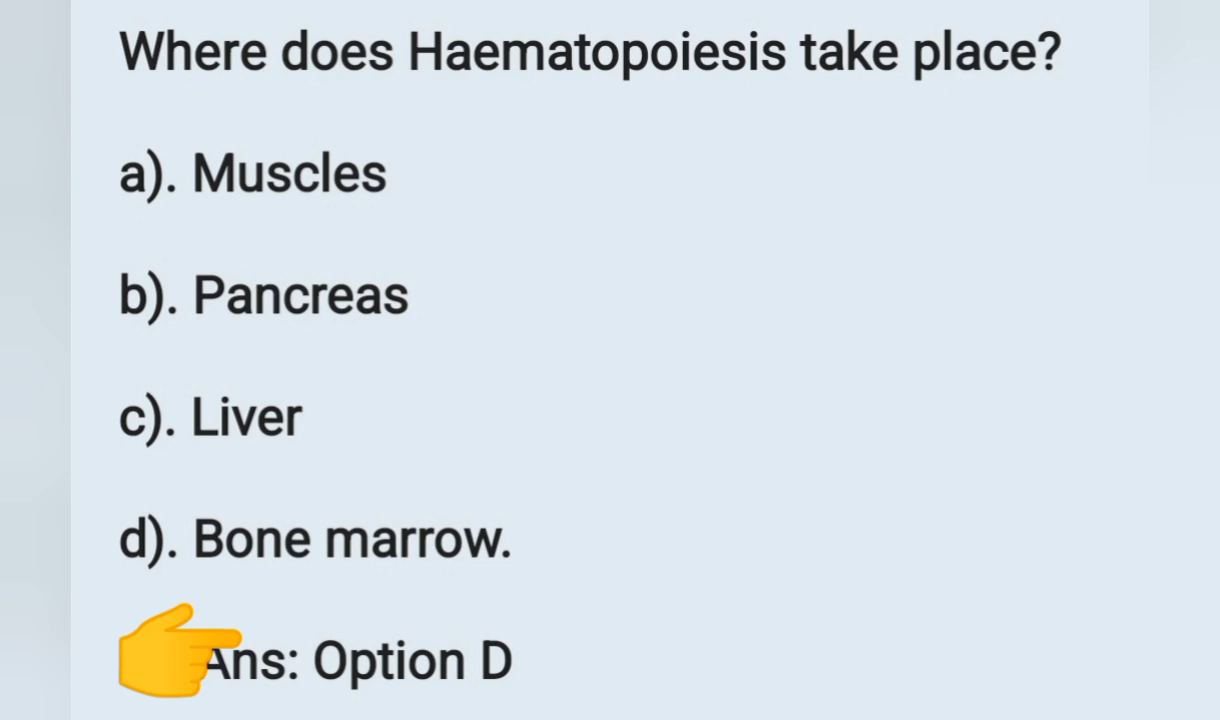 Where does Haematopoiesis take place?
a). Muscles
b). Pancreas
c). Liver
d). Bone marrow.
Ans: Option D